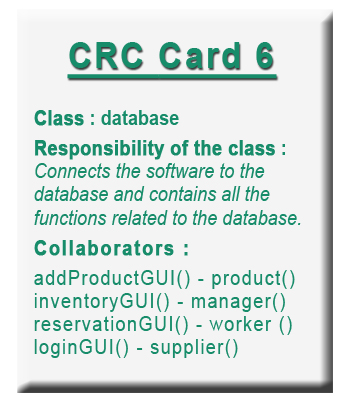 CRC Card 6
Class : database
Responsibility of the class :
Connects the software to the
database and contains all the
functions related to the database.
Collaborators :
addProductGUI() - product()
inventoryGUI() - manager()
reservationGUI() - worker ()
loginGUI() - supplier()